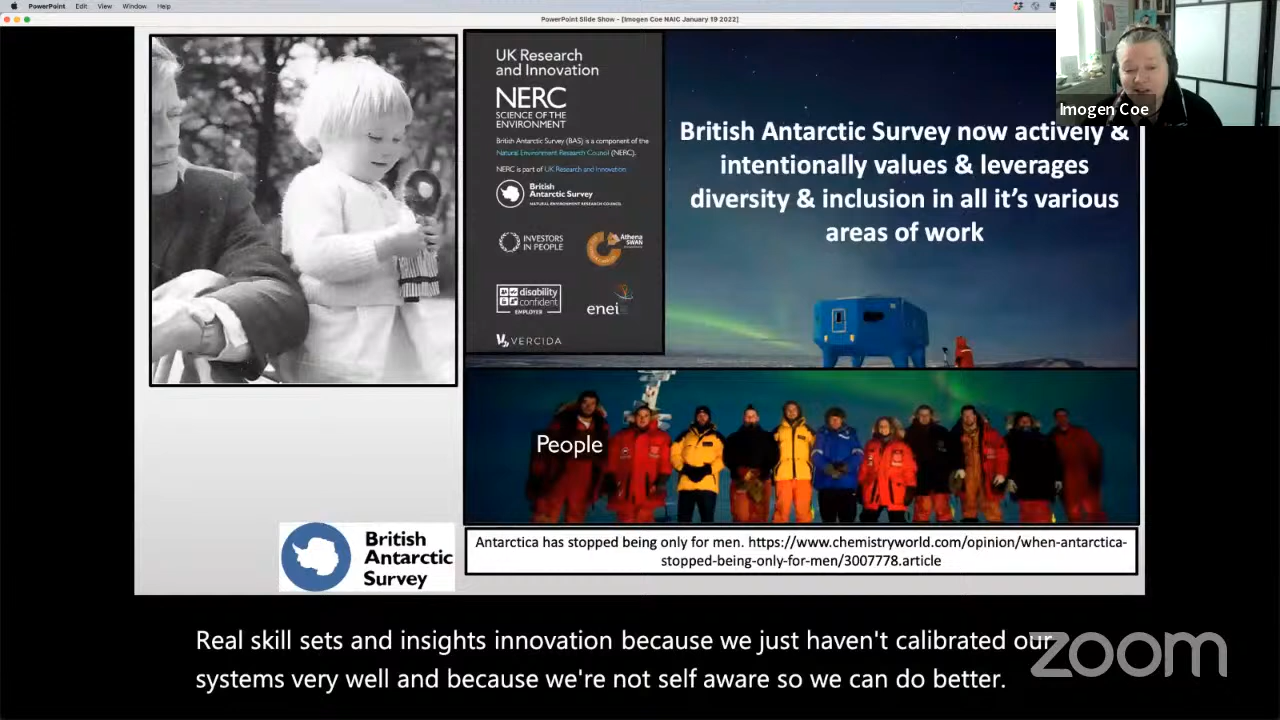 PowerPoint Edit View Window Help
PowerPoint Slide Show - [Imogen Coe NAIC January 19 2022]
UK Research
and Innovation
NERC
SCIENCE OF THE
ENVIRONMENT
British Antarctic Survey (BAS) is a component of the
Natural Environment Research Council (NERC).
NERC is part of UK Research and Innovation
British
Antarctic Survey
NATURAL ENVIRONMENT RESEARCH COUNCIL
INVESTORS
IN PEOPLE
Athena
SWAN
disability
confident
EMPLOYER
enei
VERCIDA
British Antarctic Survey now actively &
intentionally values & leverages
diversity & inclusion in all it's various
areas of work
Imogen Coe
People
British
Antarctic
Survey
Antarctica has stopped being only for men. https://www.chemistryworld.com/opinion/when-antarctica-
stopped-being-only-for-men/3007778.article
Real skill sets and insights innovation because we just haven't calibrated our
systems very well and because we're not self aware so we can do better.
zoom